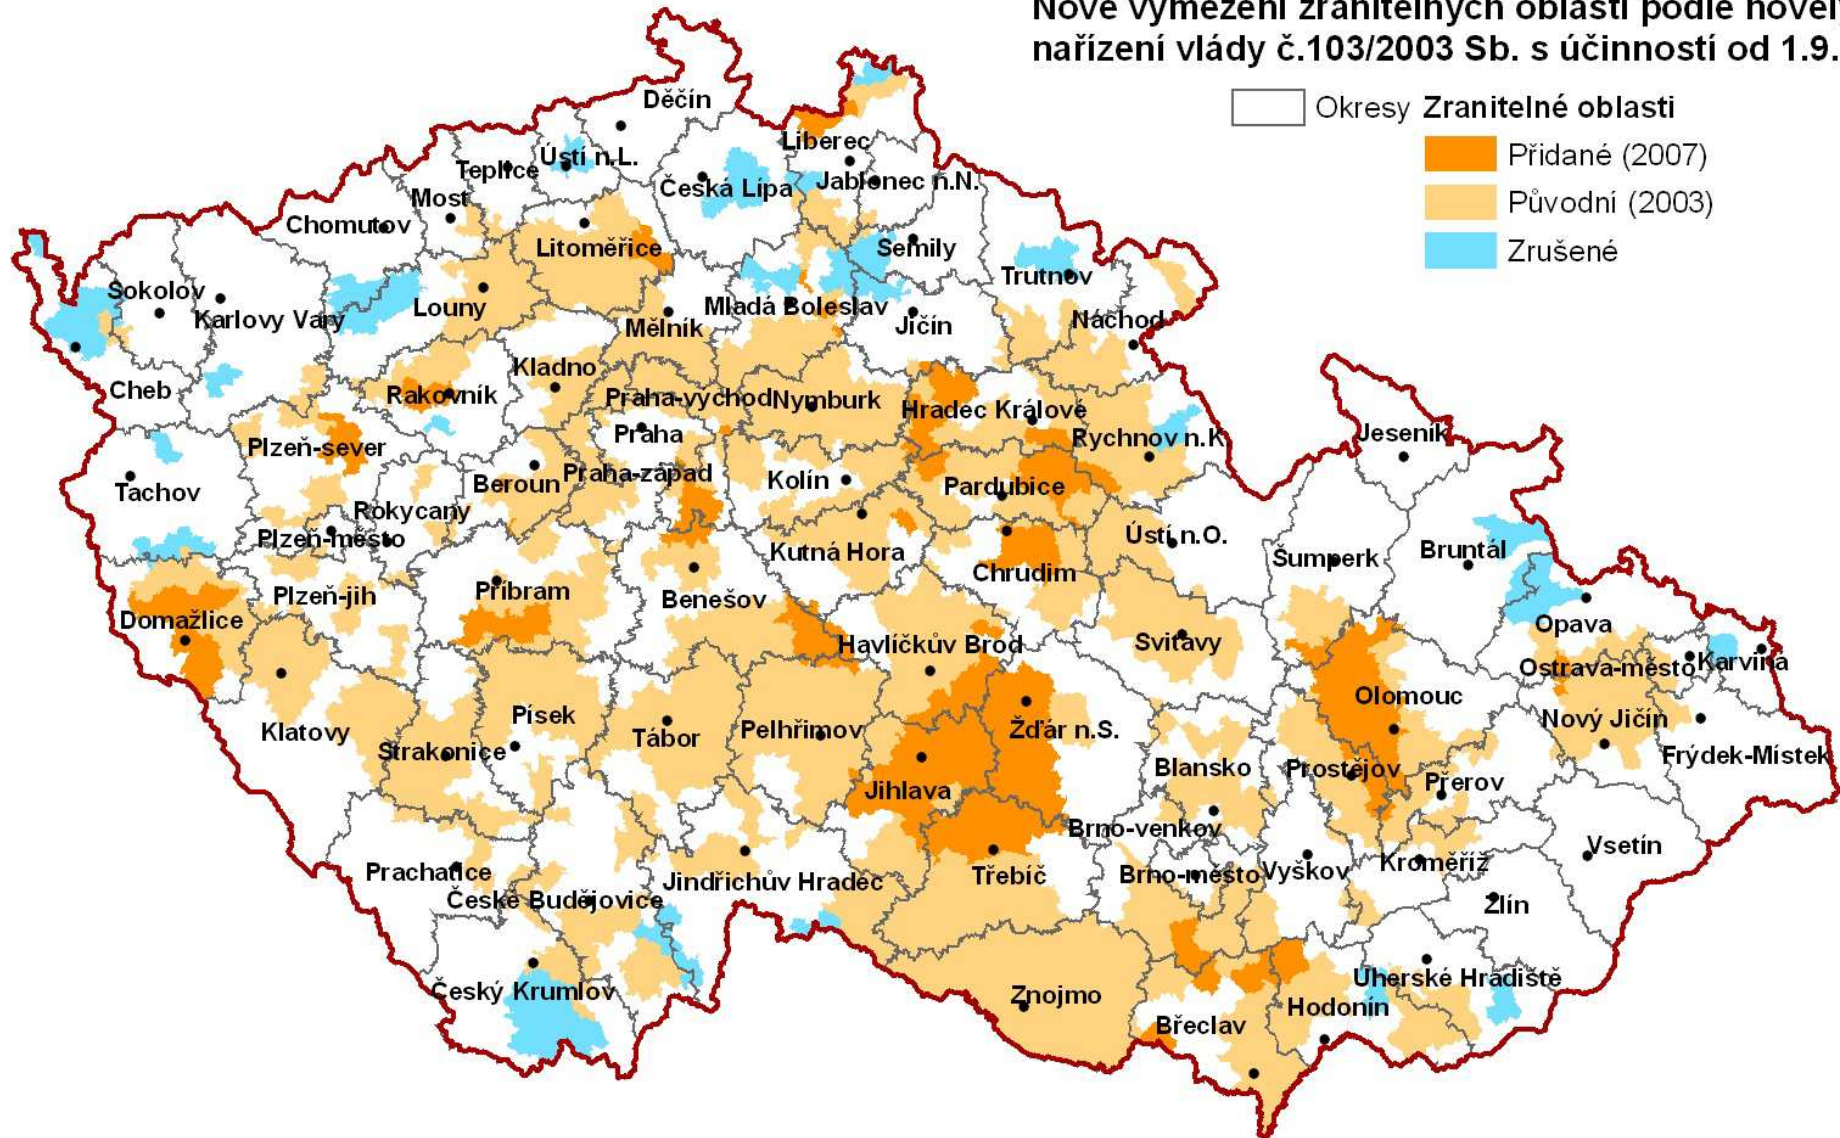 Nové vymezení zranitelných oblastí podle novely
nařízení vlády č.103/2003 Sb. s účinností od 1.9.
Okresy Zranitelné oblasti
Přidané (2007)
Původní (2003)
Zrušené
Děčín
Liberec
Ústí n.L.
Teplice
Česká Lípa
Jablonec n.N.
Most
Chomutov
Litoměřice
Semily
Trutnov
Sokolov
Karlovy Vary
Louny
Mladá Boleslav
Mělník
Jičín
Náchod
Kladno
Cheb
Rakovník
Praha-východ
Nymburk
Hradec Králové
Praha
Rychnov n.K
Jeseník
Plzeň-sever
Tachov
Beroun
Praha-západ
Kolín
Pardubice
Rokycany
Plzeň-město
Kutná Hora
Ústí n.O.
Šumperk
Bruntál
Chrudim
Plzeň-jih
Příbram
Benešov
Domažlice
Havlíčkův Brod
Svitavy
Opava
Ostrava-město
Karviná
Olomouc
Klatovy
Písek
Strakonice
Tábor
Pelhřimov
Žďár n.S.
Nový Jičín
Frýdek-Místek
Jihlava
Blansko
Prostějov
Přerov
Brno-venkov
Prachatice
České Budějovice
Jindřichův Hradec
Třebíč
Brno-město
Vyškov
Kroměříž
Vsetín
Zlín
Český Krumlov
Znojmo
Břeclav
Hodonín
Uherské Hradiště